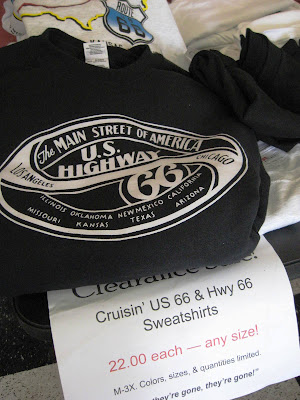 ROUTE
66
The MAIN STREET OF AMERICA
U.S.
HIGHWAY
LOS ANGELES
CHICAGO
66
ILLINOIS OKLAHOMA NEW MEXICO CALIFORNIA
MISSOURI KANSAS TEXAS ARIZONA
Clearance
Cruisin' US 66 & Hwy 66
Sweatshirts
22.00 each — any size!
M-3X. Colors, sizes, & quantities limited.
they're gone, they're gone!"